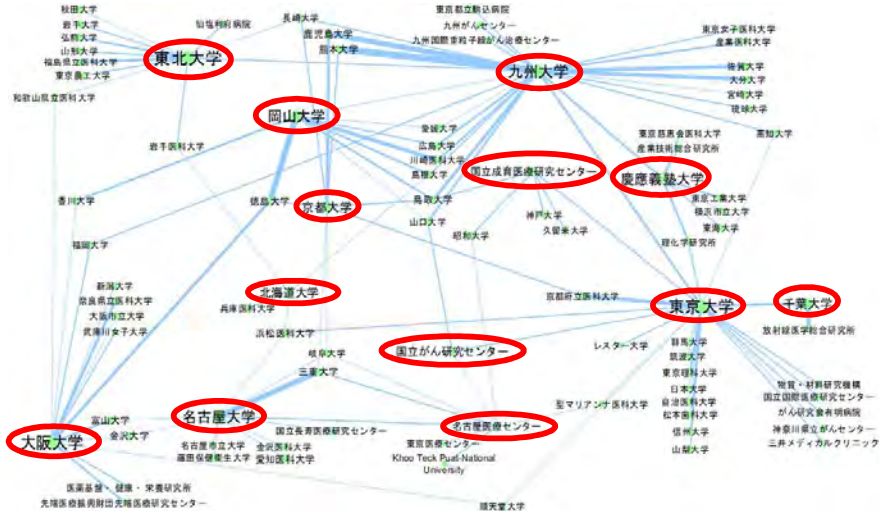 秋田大学
岩手大学
弘前大学
山形大学
福島県立医科大学
東京農工大学
和歌山県立医科大学
仙塩利府病院
東北大学
長崎大学
鹿児島大学
熊本大学
東京都立駒込病院
九州がんセンター
九州国際重粒子線がん治療センター
九州大学
東京女子医科大学
産業医科大学
佐賀大学
大分大学
宮崎大学
琉球大学
高知大学
岡山大学
岩手医科大学
愛媛大学
広島大学
川崎医科大学
島根大学
国立成育医療研究センター
東京慈恵会医科大学
産業技術総合研究所
慶應義塾大学
東京工業大学
横浜市立大学
東海大学
理化学研究所
香川大学
徳島大学
京都大学
鳥取大学
山口大学
神戸大学
久留米大学
昭和大学
福岡大学
新潟大学
奈良県立医科大学
大阪市立大学
武庫川女子大学
北海道大学
兵庫医科大学
浜松医科大学
京都府立医科大学
東京大学
千葉大学
放射線医学総合研究所
岐阜大学
三重大学
国立がん研究センター
レスター大学
群馬大学
筑波大学
東京理科大学
日本大学
自治医科大学
松本歯科大学
信州大学
山梨大学
物質・材料研究機構
国立国際医療研究センター
がん研究会有明病院
神奈川県立がんセンター
三井メディカルクリニック
聖マリアンナ医科大学
富山大学
金沢大学
大阪大学
名古屋大学
国立長寿医療研究センター
名古屋医療センター
名古屋市立大学
藤田保健衛生大学
金沢医科大学
愛知医科大学
東京医療センター
Khoo Teck Puat-National
University
医薬基盤・健康・栄養研究所
先端医療振興財団先端医療研究センター
順天堂大学